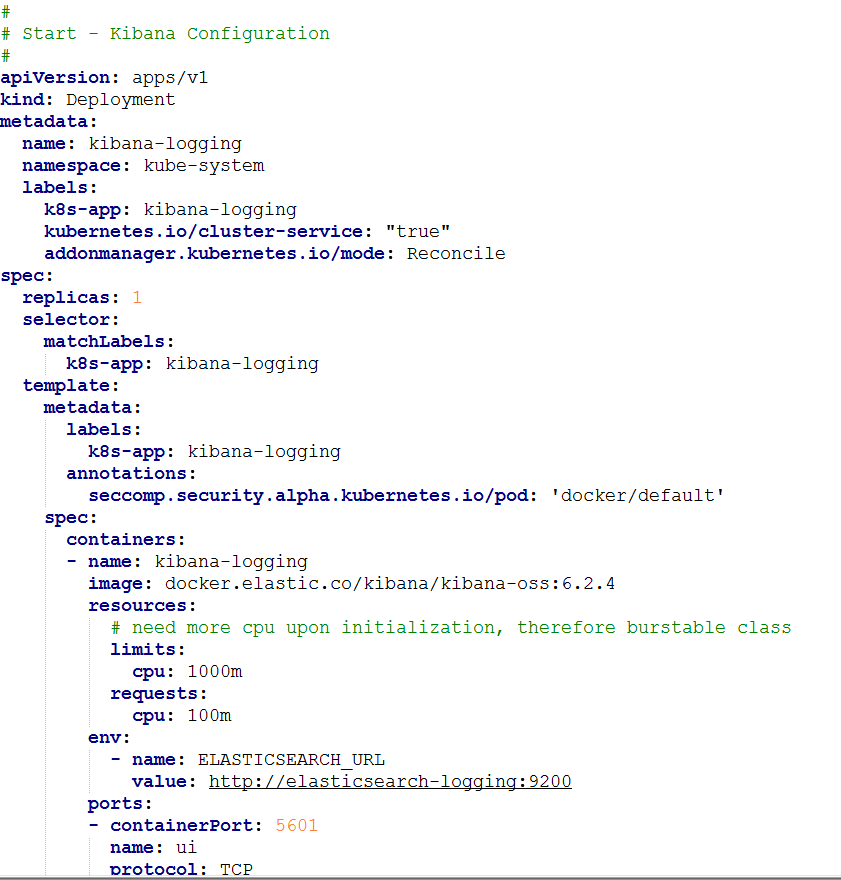 #
# Start - Kibana Configuration
#
apiVersion: apps/v1
kind: Deployment
metadata:
  name: kibana-logging
  namespace: kube-system
  labels:
    k8s-app: kibana-logging
    kubernetes.io/cluster-service: "true"
    addonmanager.kubernetes.io/mode: Reconcile
spec:
  replicas: 1
  selector:
    matchLabels:
      k8s-app: kibana-logging
  template:
    metadata:
      labels:
        k8s-app: kibana-logging
      annotations:
        seccomp.security.alpha.kubernetes.io/pod: 'docker/default'
    spec:
      containers:
      - name: kibana-logging
        image: docker.elastic.co/kibana/kibana-oss:6.2.4
        resources:
          # need more cpu upon initialization, therefore burstable class
          limits:
            cpu: 1000m
          requests:
            cpu: 100m
        env:
          - name: ELASTICSEARCH_URL
            value: http://elasticsearch-logging:9200
        ports:
        - containerPort: 5601
          name: ui
          protocol: TCP